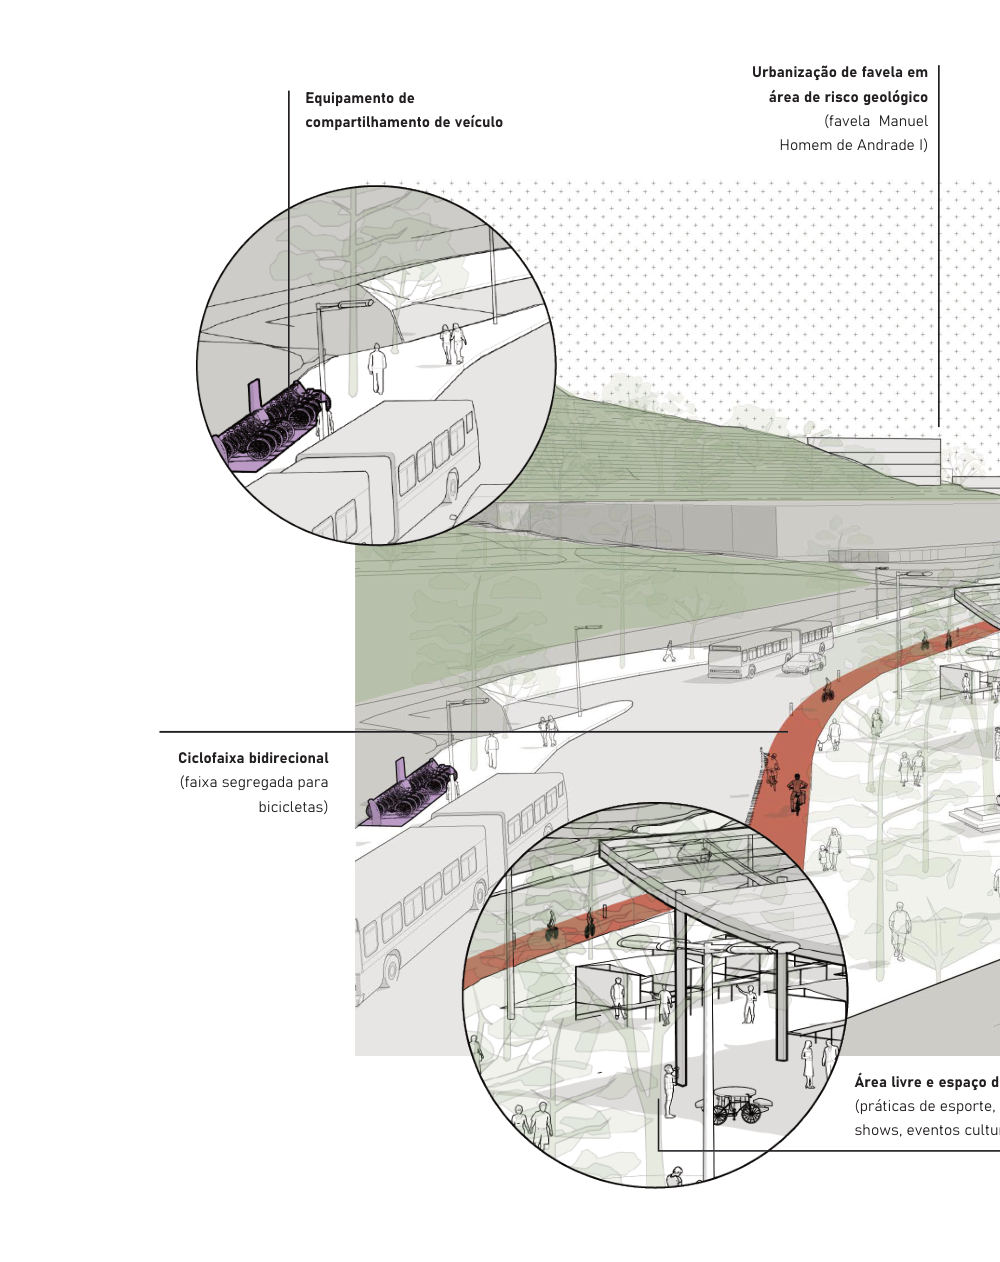 Equipamento de
compartilhamento de veículo
Urbanização de favela em
área de risco geológico
(favela Manuel
Homem de Andrade I)
Ciclofaixa bidirecional
(faixa segregada para
bicicletas)
Área livre e espaço d
(práticas de esporte,
shows, eventos cultu